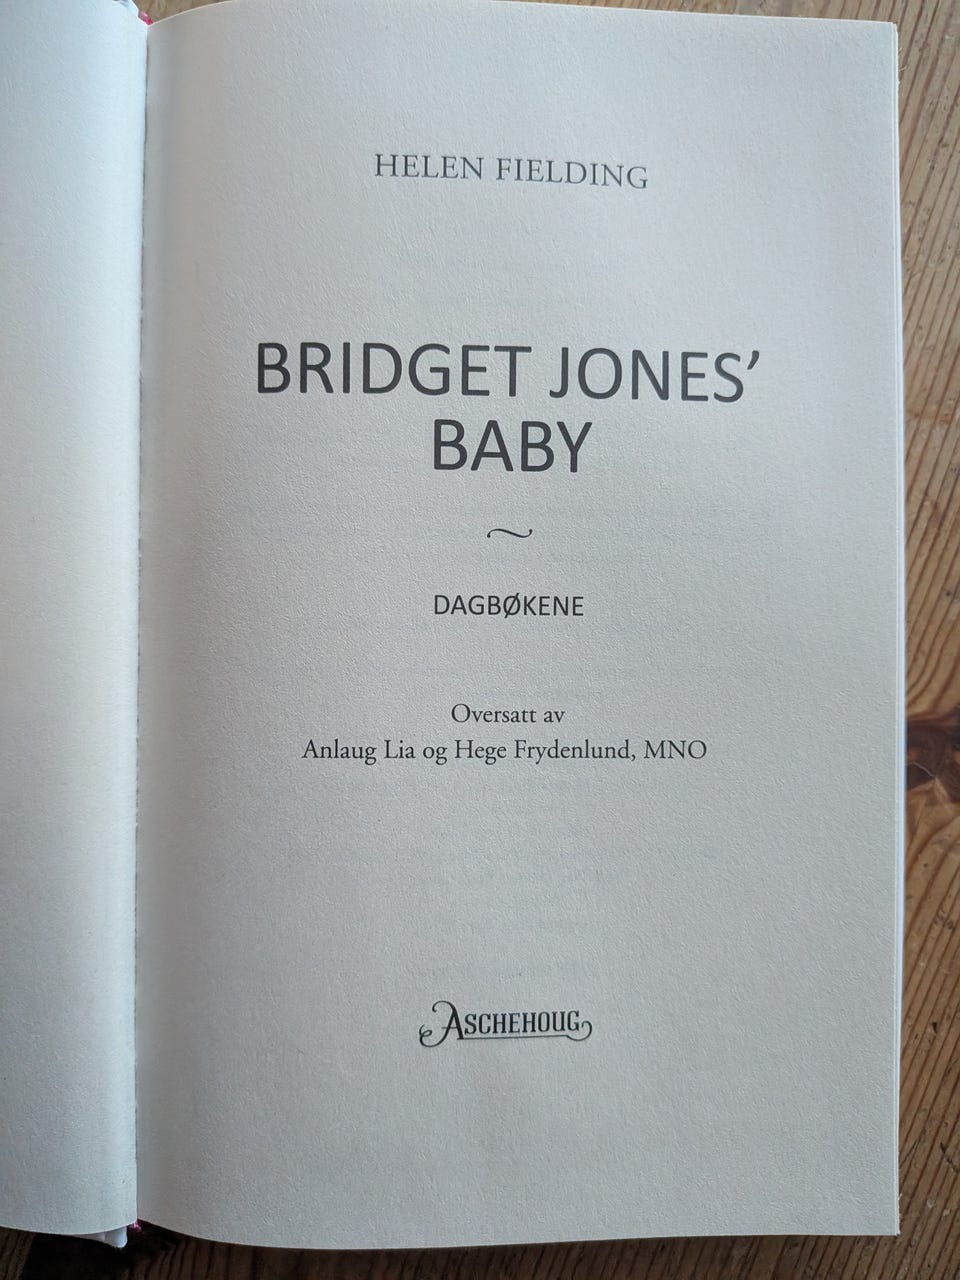 HELEN FIELDING
BRIDGET JONES’
BABY
~
DAGBØKENE
Oversatt av
Anlaug Lia og Hege Frydenlund, MNO
ASCHEHOUG